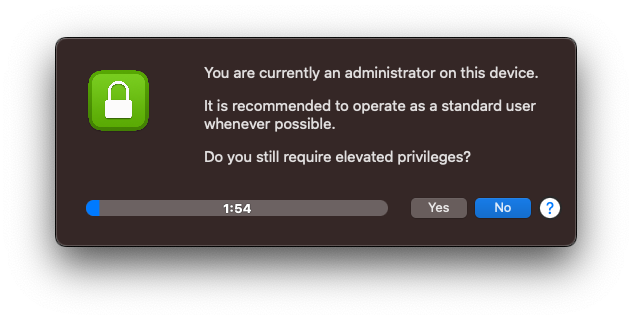 You are currently an administrator on this device.
It is recommended to operate as a standard user
whenever possible.
Do you still require elevated privileges?
1:54
Yes
No
?